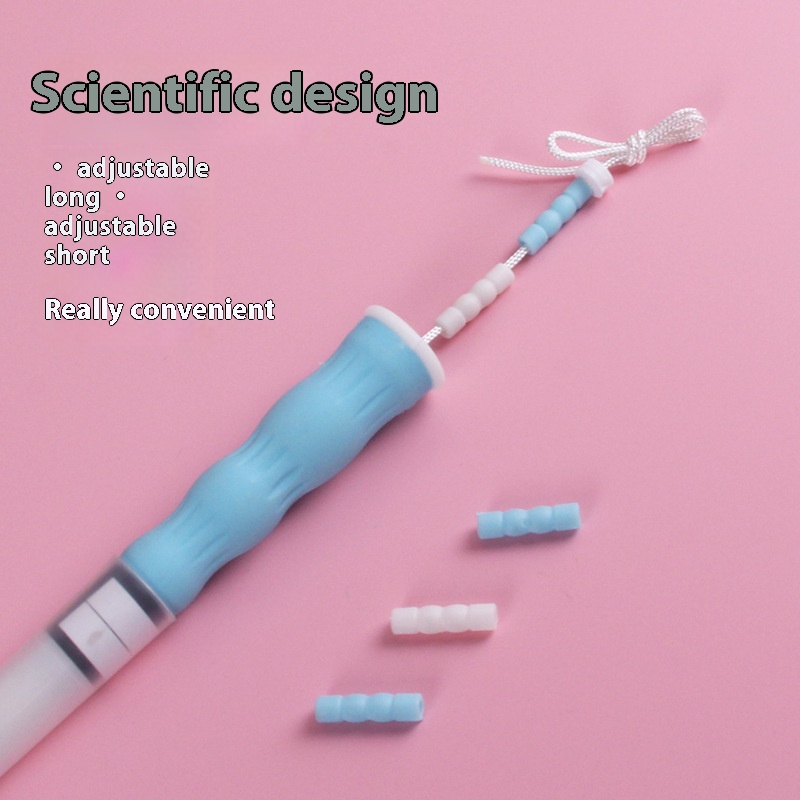 Scientific design
· adjustable
long ·
adjustable
short
Really convenient